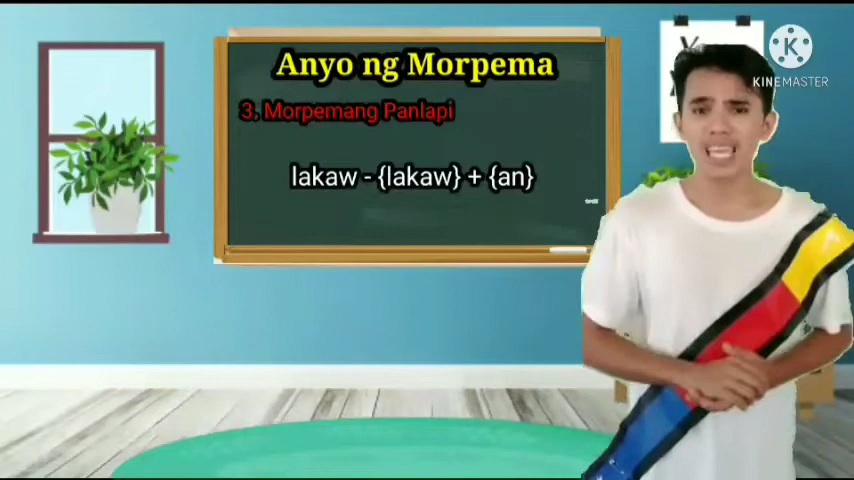 Anyo ng Morpema
3. Morpemang Panlapi
lakaw - {lakaw} + {an}
KINEMASTER